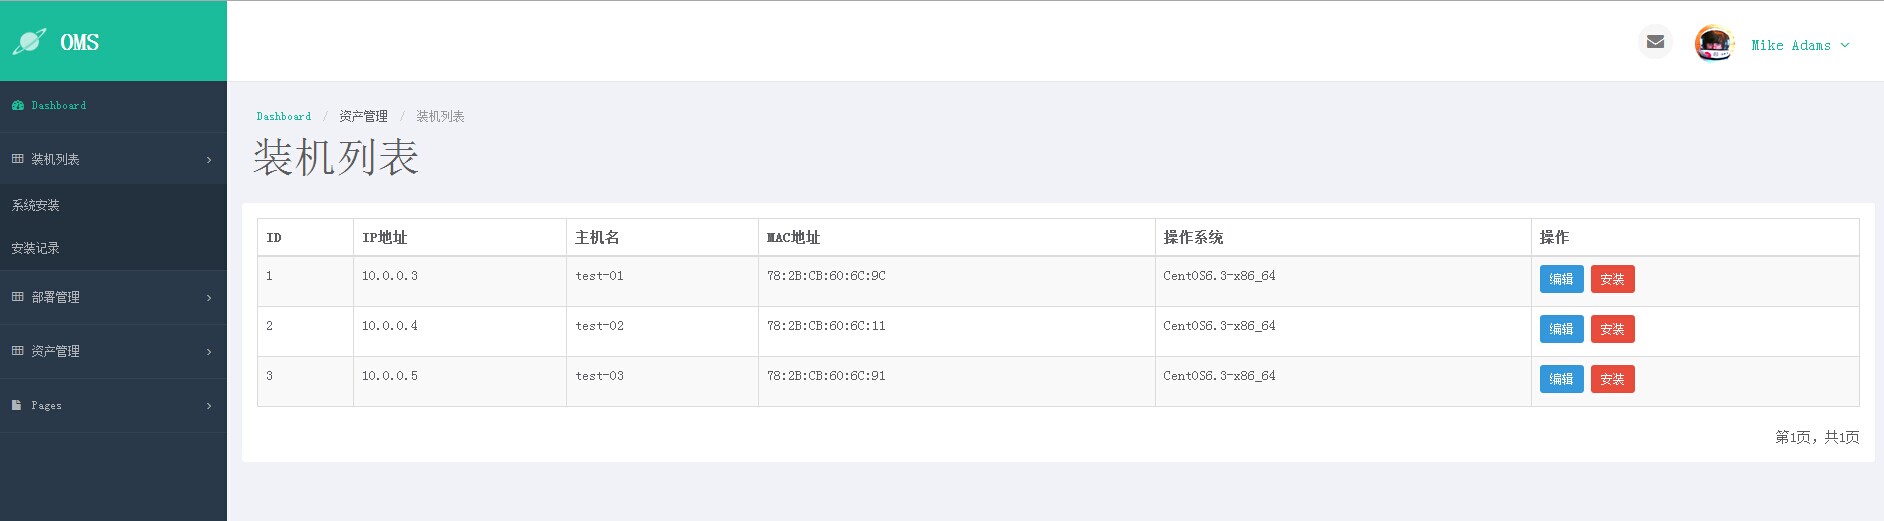 OMS
Mike Adams
Dashboard
装机列表
系统安装
安装记录
部署管理
资产管理
Pages
Dashboard / 资产管理 / 装机列表
装机列表
ID IP地址 主机名 MAC地址 操作系统 操作
1 10.0.0.3 test-01 78:2B:CB:60:6C:9C CentOS6.3-x86_64 编辑 安装
2 10.0.0.4 test-02 78:2B:CB:60:6C:11 CentOS6.3-x86_64 编辑 安装
3 10.0.0.5 test-03 78:2B:CB:60:6C:91 CentOS6.3-x86_64 编辑 安装
第1页，共1页